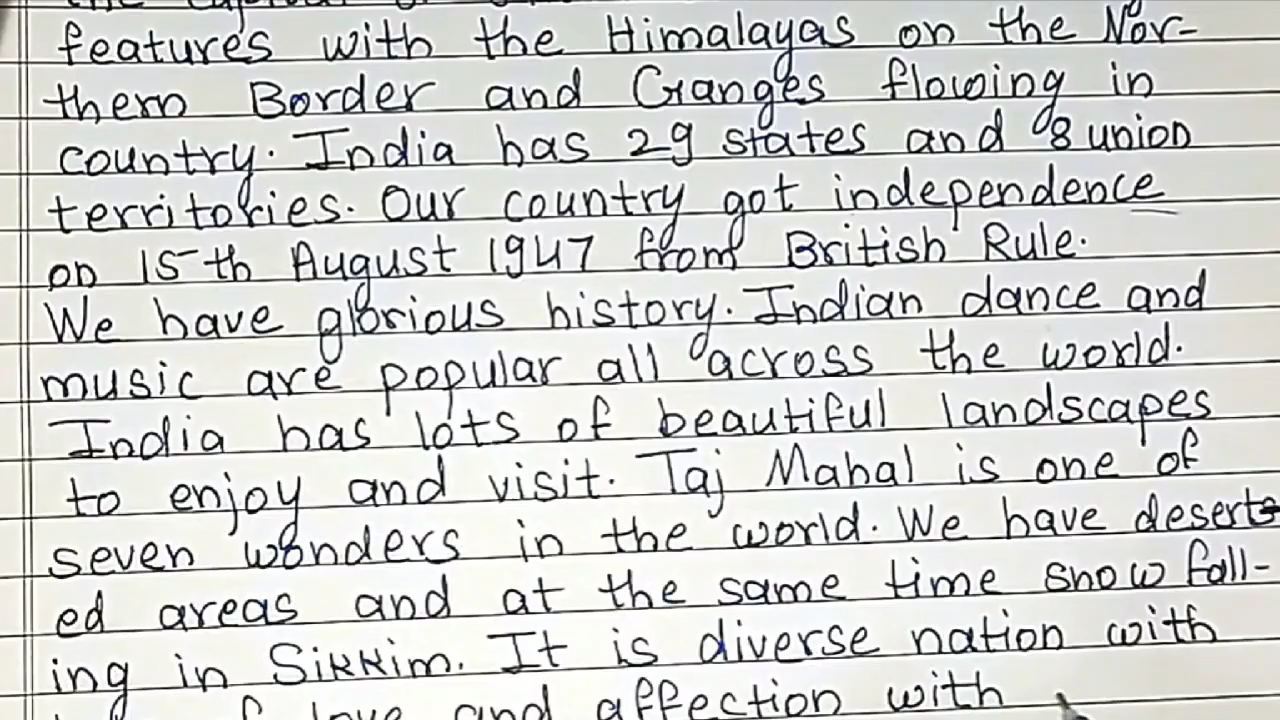 features with the Himalayas on the Nor-
thern Border and Ganges flowing in
country. India has 29 states and 8 union
territories. Our country got independence
on 15th August 1947 from British Rule.
We have glorious history. Indian dance and
music are popular all across the world.
India has lots of beautiful landscapes
to enjoy and visit. Taj Mahal is one of
seven wonders in the world. We have desert
ed areas and at the same time snow fall-
ing in Sikkim. It is diverse nation with
love and affection with